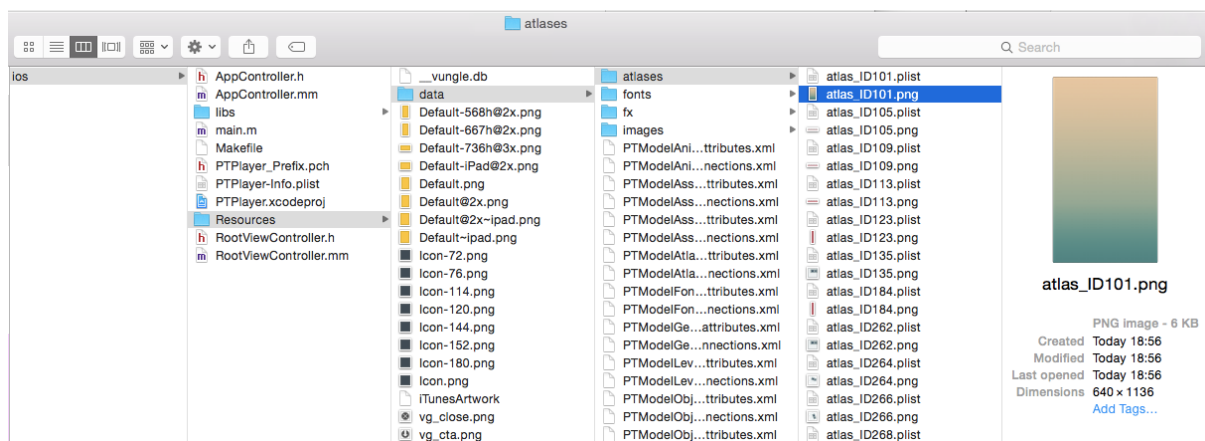 atlases
Search
ios
AppController.h
AppController.mm
libs
main.m
Makefile
PTPlayer_Prefix.pch
PTPlayer-Info.plist
PTPlayer.xcodeproj
Resources
RootViewController.h
RootViewController.mm
__vungle.db
data
Default-568h@2x.png
Default-667h@2x.png
Default-736h@3x.png
Default-iPad@2x.png
Default.png
Default@2x.png
Default@2x~ipad.png
Default~ipad.png
Icon-72.png
Icon-76.png
Icon-114.png
Icon-120.png
Icon-144.png
Icon-152.png
Icon-180.png
Icon.png
iTunesArtwork
vg_close.png
vg_cta.png
atlases
fonts
fx
images
PTModelAni...ttributes.xml
PTModelAni...nections.xml
PTModelAss...ttributes.xml
PTModelAss...nections.xml
PTModelAss...ttributes.xml
PTModelAss...nections.xml
PTModelAtla...ttributes.xml
PTModelAtla...nections.xml
PTModelFon...ttributes.xml
PTModelFon...nections.xml
PTModelGe...attributes.xml
PTModelGe...nnections.xml
PTModelLev...ttributes.xml
PTModelLev...nections.xml
PTModelObj...ttributes.xml
PTModelObj...nections.xml
PTModelObj...ttributes.xml
atlas_ID101.plist
atlas_ID101.png
atlas_ID105.plist
atlas_ID105.png
atlas_ID109.plist
atlas_ID109.png
atlas_ID113.plist
atlas_ID113.png
atlas_ID123.plist
atlas_ID123.png
atlas_ID135.plist
atlas_ID135.png
atlas_ID184.plist
atlas_ID184.png
atlas_ID262.plist
atlas_ID262.png
atlas_ID264.plist
atlas_ID264.png
atlas_ID266.plist
atlas_ID266.png
atlas_ID268.plist
atlas_ID101.png
PNG image - 6 KB
Created Today 18:56
Modified Today 18:56
Last opened Today 18:56
Dimensions 640 × 1136
Add Tags...